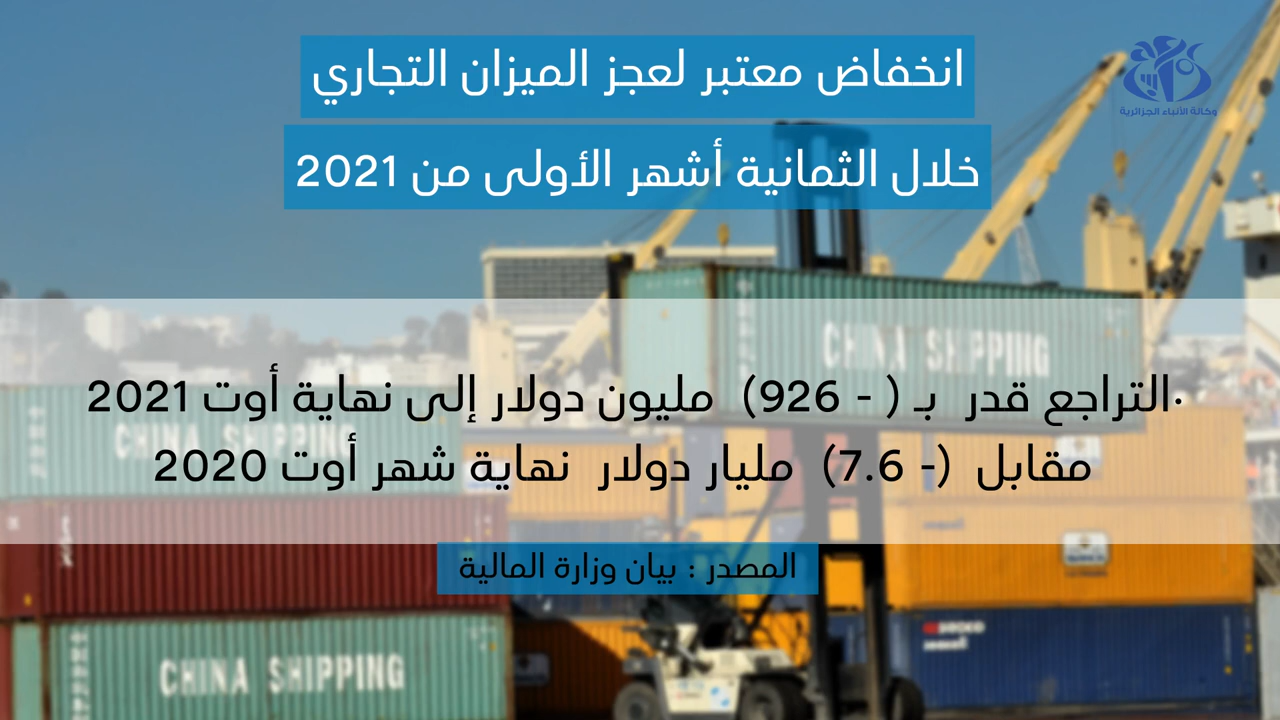 انخفاض معتبر لعجز الميزان التجاري
خلال الثمانية أشهر الأولى من 2021
وكالة الأنباء الجزائرية
CHINA SHIPPING
.التراجع قدر بـ ( - 926) مليون دولار إلى نهاية أوت 2021
CHINA SHIPPING
مقابل (- 7.6) مليار دولار نهاية شهر أوت 2020
المصدر : بيان وزارة المالية
CHINA SHIPPING